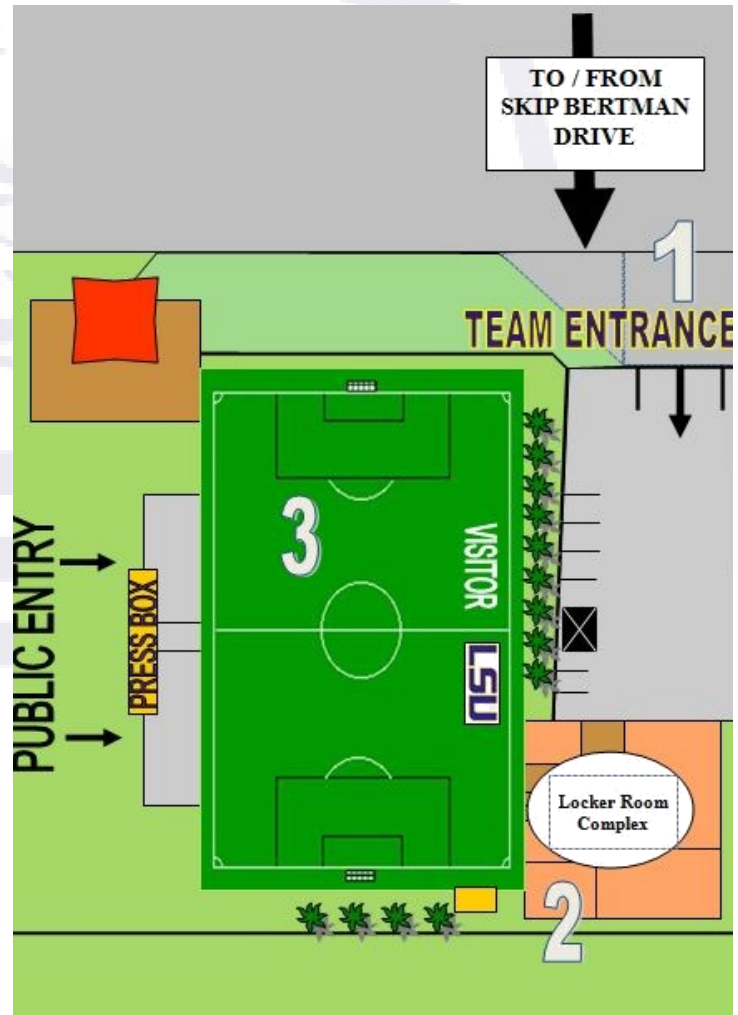 TO / FROM
SKIP BERTMAN
DRIVE
1
TEAM ENTRANCE
3
VISITOR
PUBLIC ENTRY
PRESS BOX
LSU
Locker Room
Complex
2